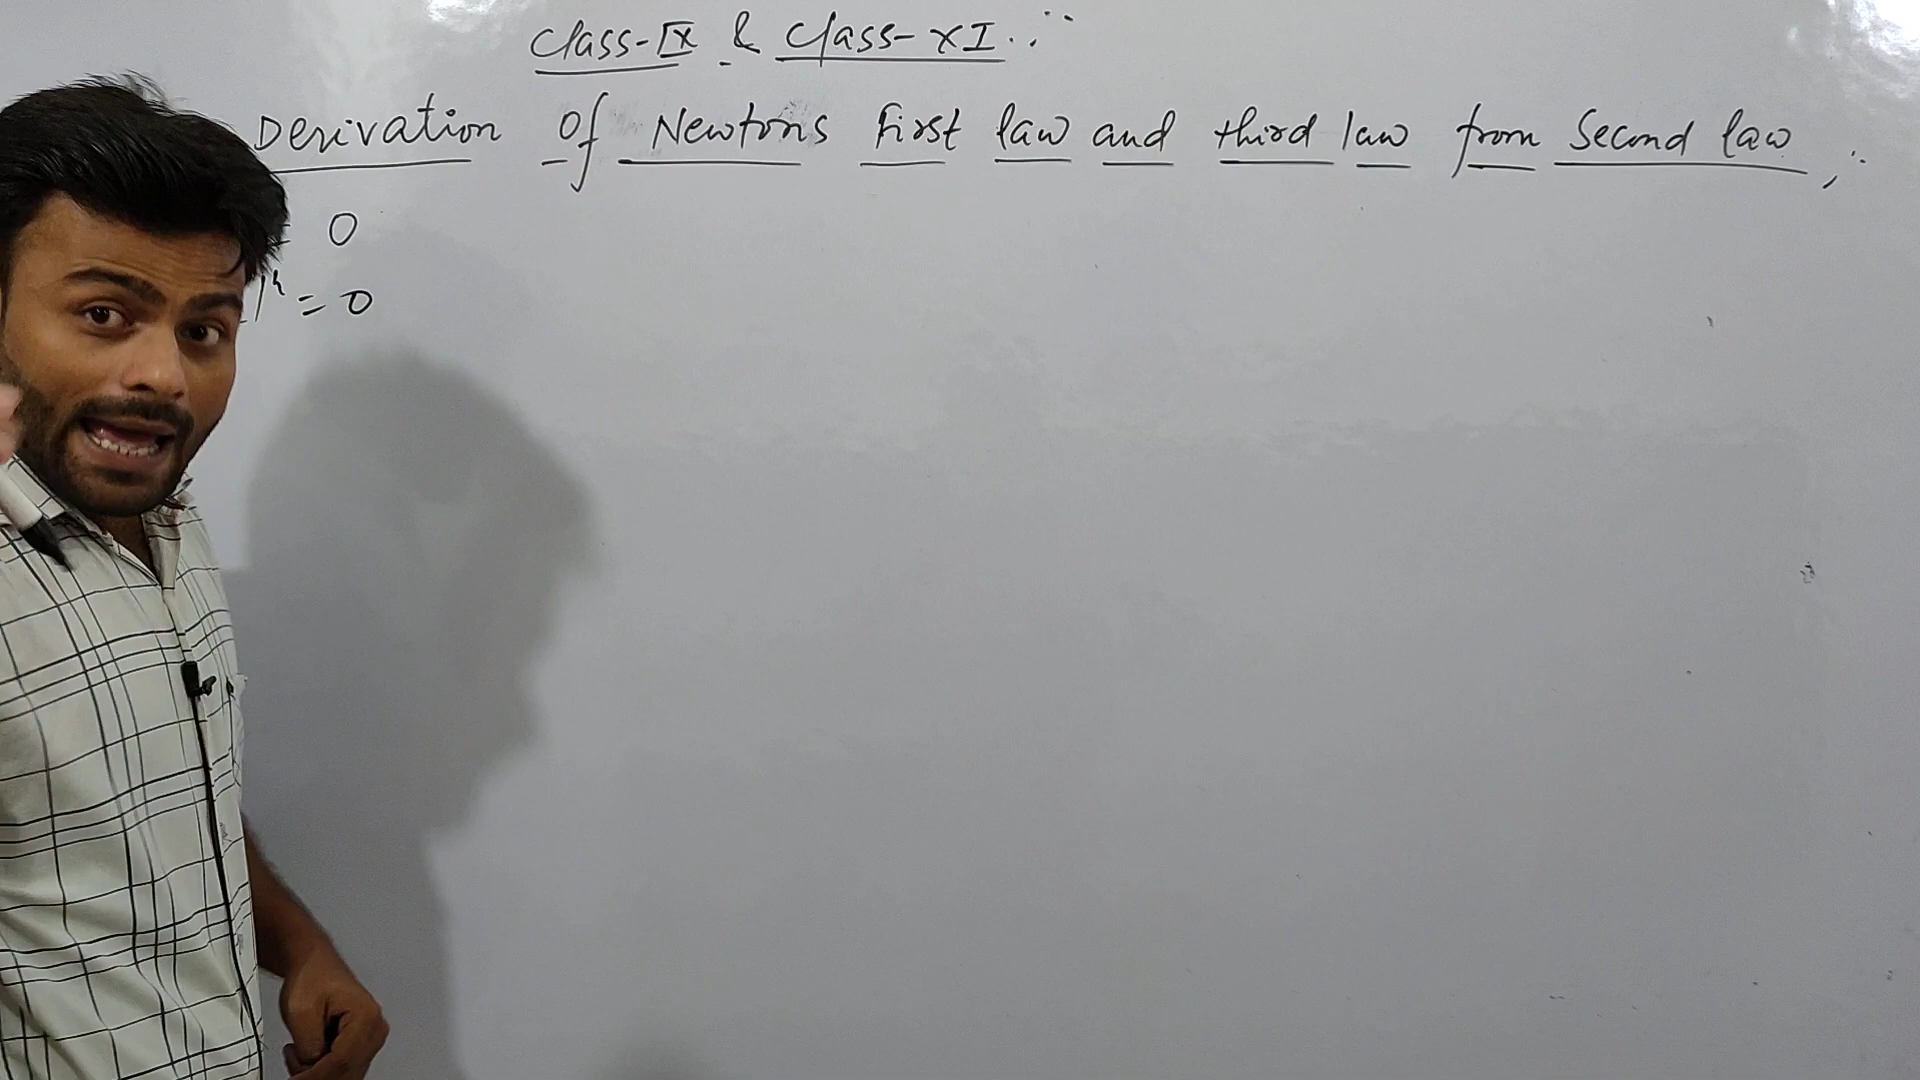 Class-IX & Class-XI.:
Derivation Of Newtons First law and third law from Second law ;
= 0
= 0